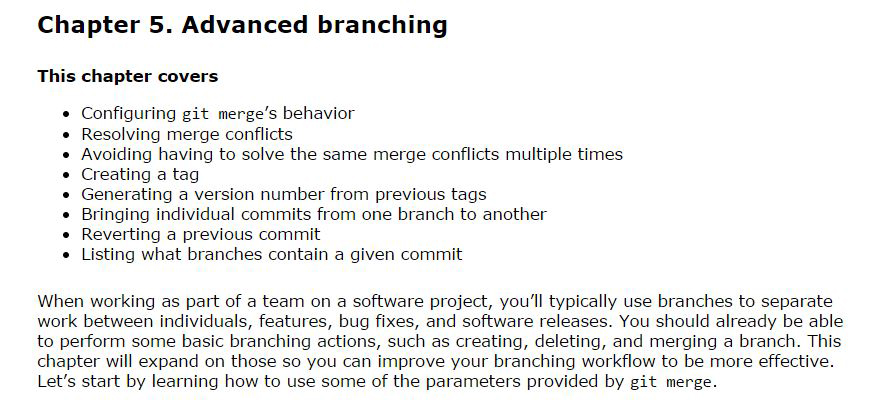 Chapter 5. Advanced branching
This chapter covers
• Configuring git merge’s behavior
• Resolving merge conflicts
• Avoiding having to solve the same merge conflicts multiple times
• Creating a tag
• Generating a version number from previous tags
• Bringing individual commits from one branch to another
• Reverting a previous commit
• Listing what branches contain a given commit
When working as part of a team on a software project, you’ll typically use branches to separate
work between individuals, features, bug fixes, and software releases. You should already be able
to perform some basic branching actions, such as creating, deleting, and merging a branch. This
chapter will expand on those so you can improve your branching workflow to be more effective.
Let’s start by learning how to use some of the parameters provided by git merge.